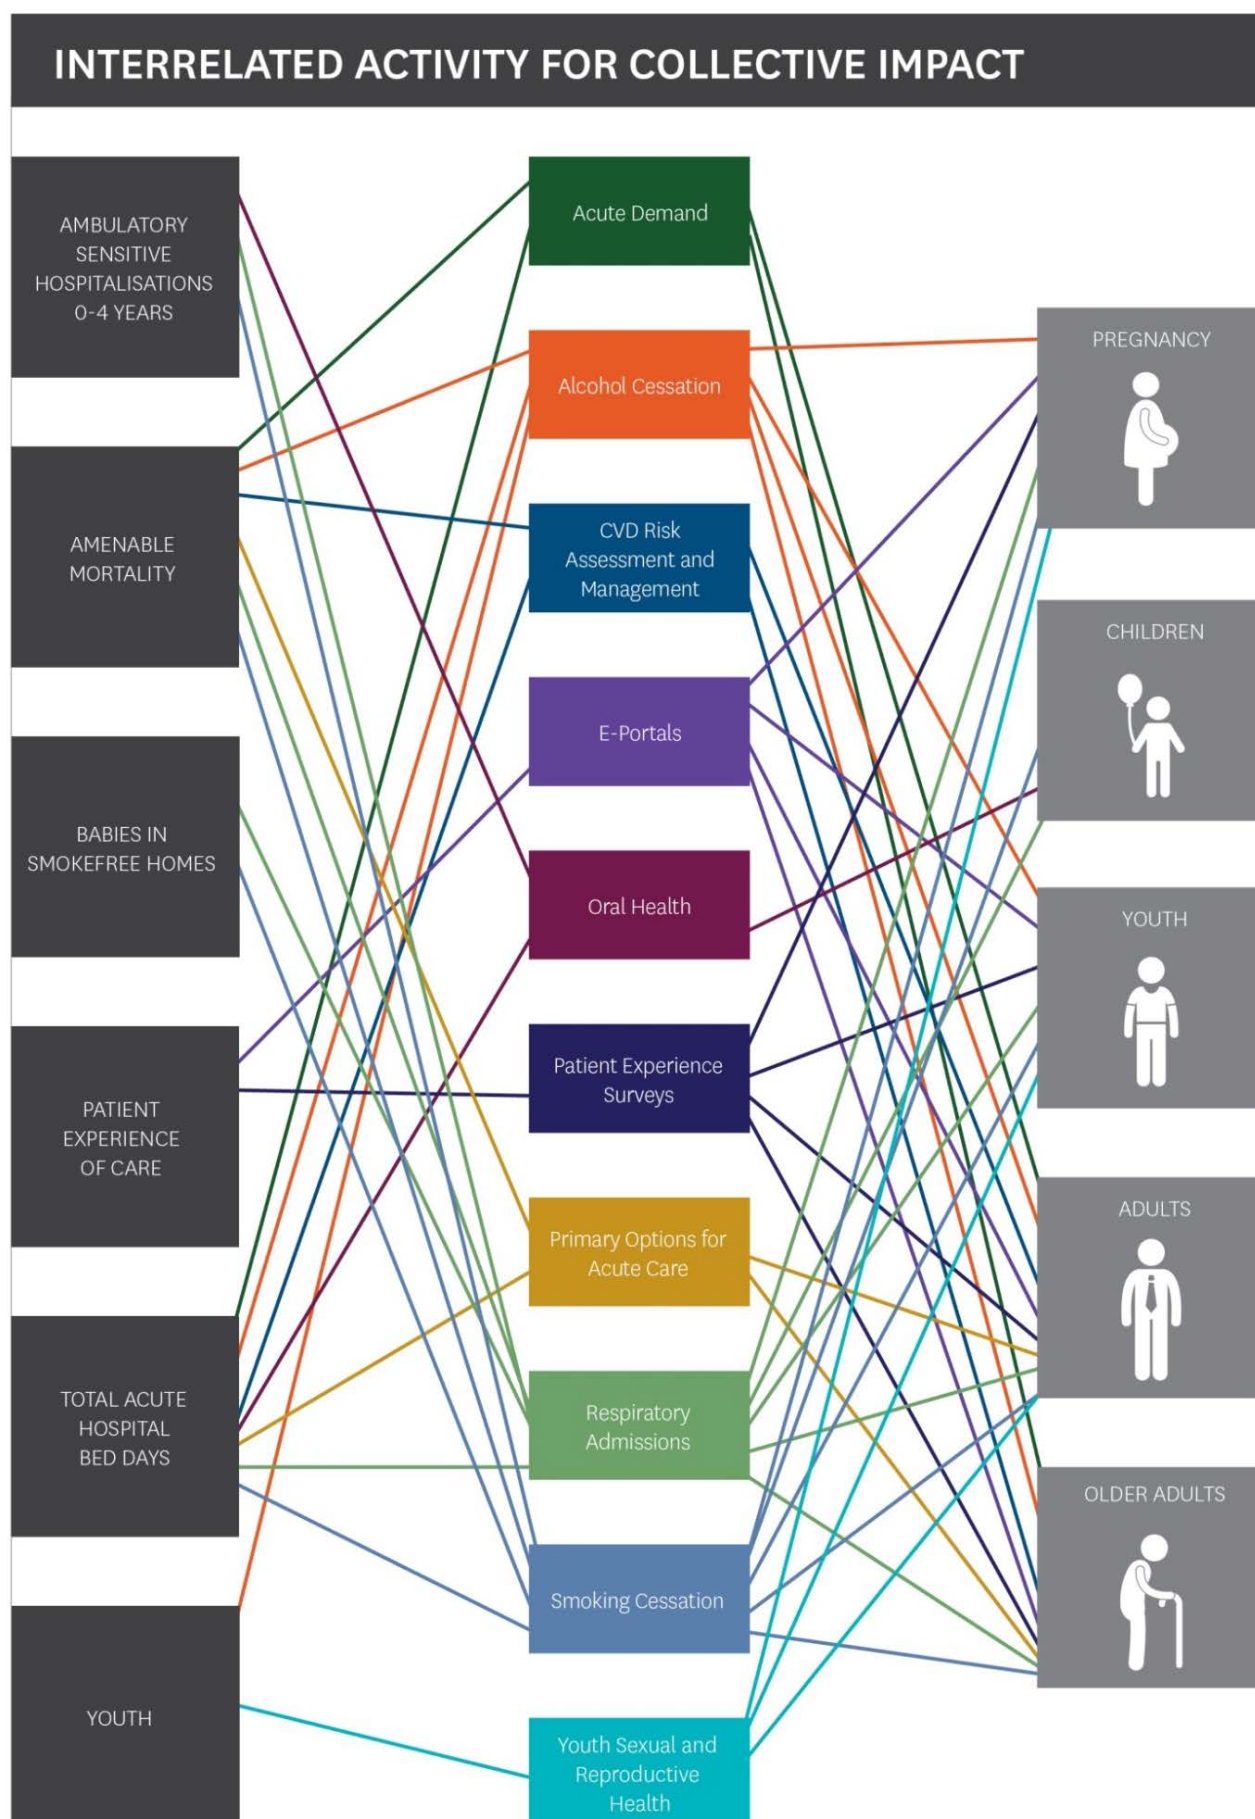 INTERRELATED ACTIVITY FOR COLLECTIVE IMPACT
AMBULATORY
SENSITIVE
HOSPITALISATIONS
0-4 YEARS
AMENABLE
MORTALITY
BABIES IN
SMOKEFREE HOMES
PATIENT
EXPERIENCE
OF CARE
TOTAL ACUTE
HOSPITAL
BED DAYS
YOUTH
Acute Demand
Alcohol Cessation
CVD Risk
Assessment and
Management
E-Portals
Oral Health
Patient Experience
Surveys
Primary Options for
Acute Care
Respiratory
Admissions
Smoking Cessation
Youth Sexual and
Reproductive
Health
PREGNANCY
CHILDREN
YOUTH
ADULTS
OLDER ADULTS